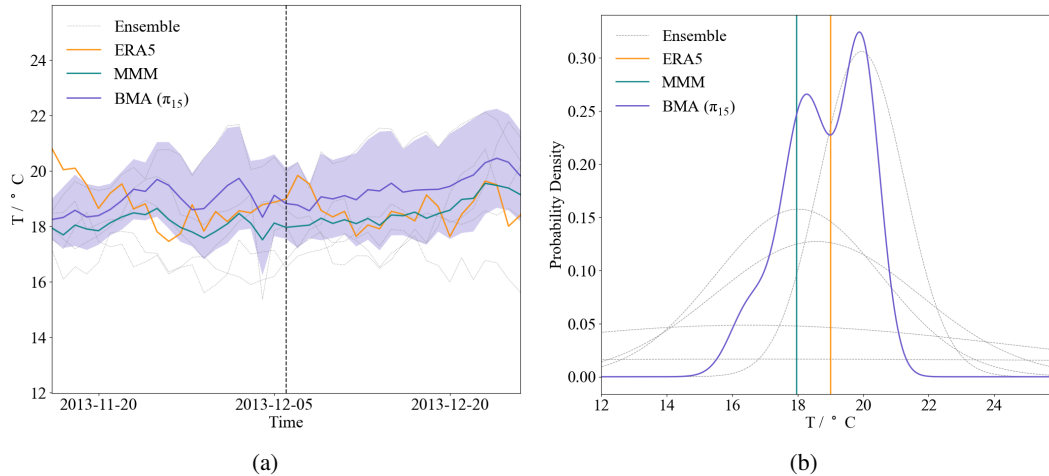 Ensemble
ERA5
MMM
BMA (π₁₅)
24
22
20
18
16
14
12
T / ° C
2013-11-20
2013-12-05
2013-12-20
Time
(a)
Ensemble
ERA5
MMM
BMA (π₁₅)
0.30
0.25
0.20
0.15
0.10
0.05
0.00
Probability Density
12
14
16
18
20
22
24
T / ° C
(b)